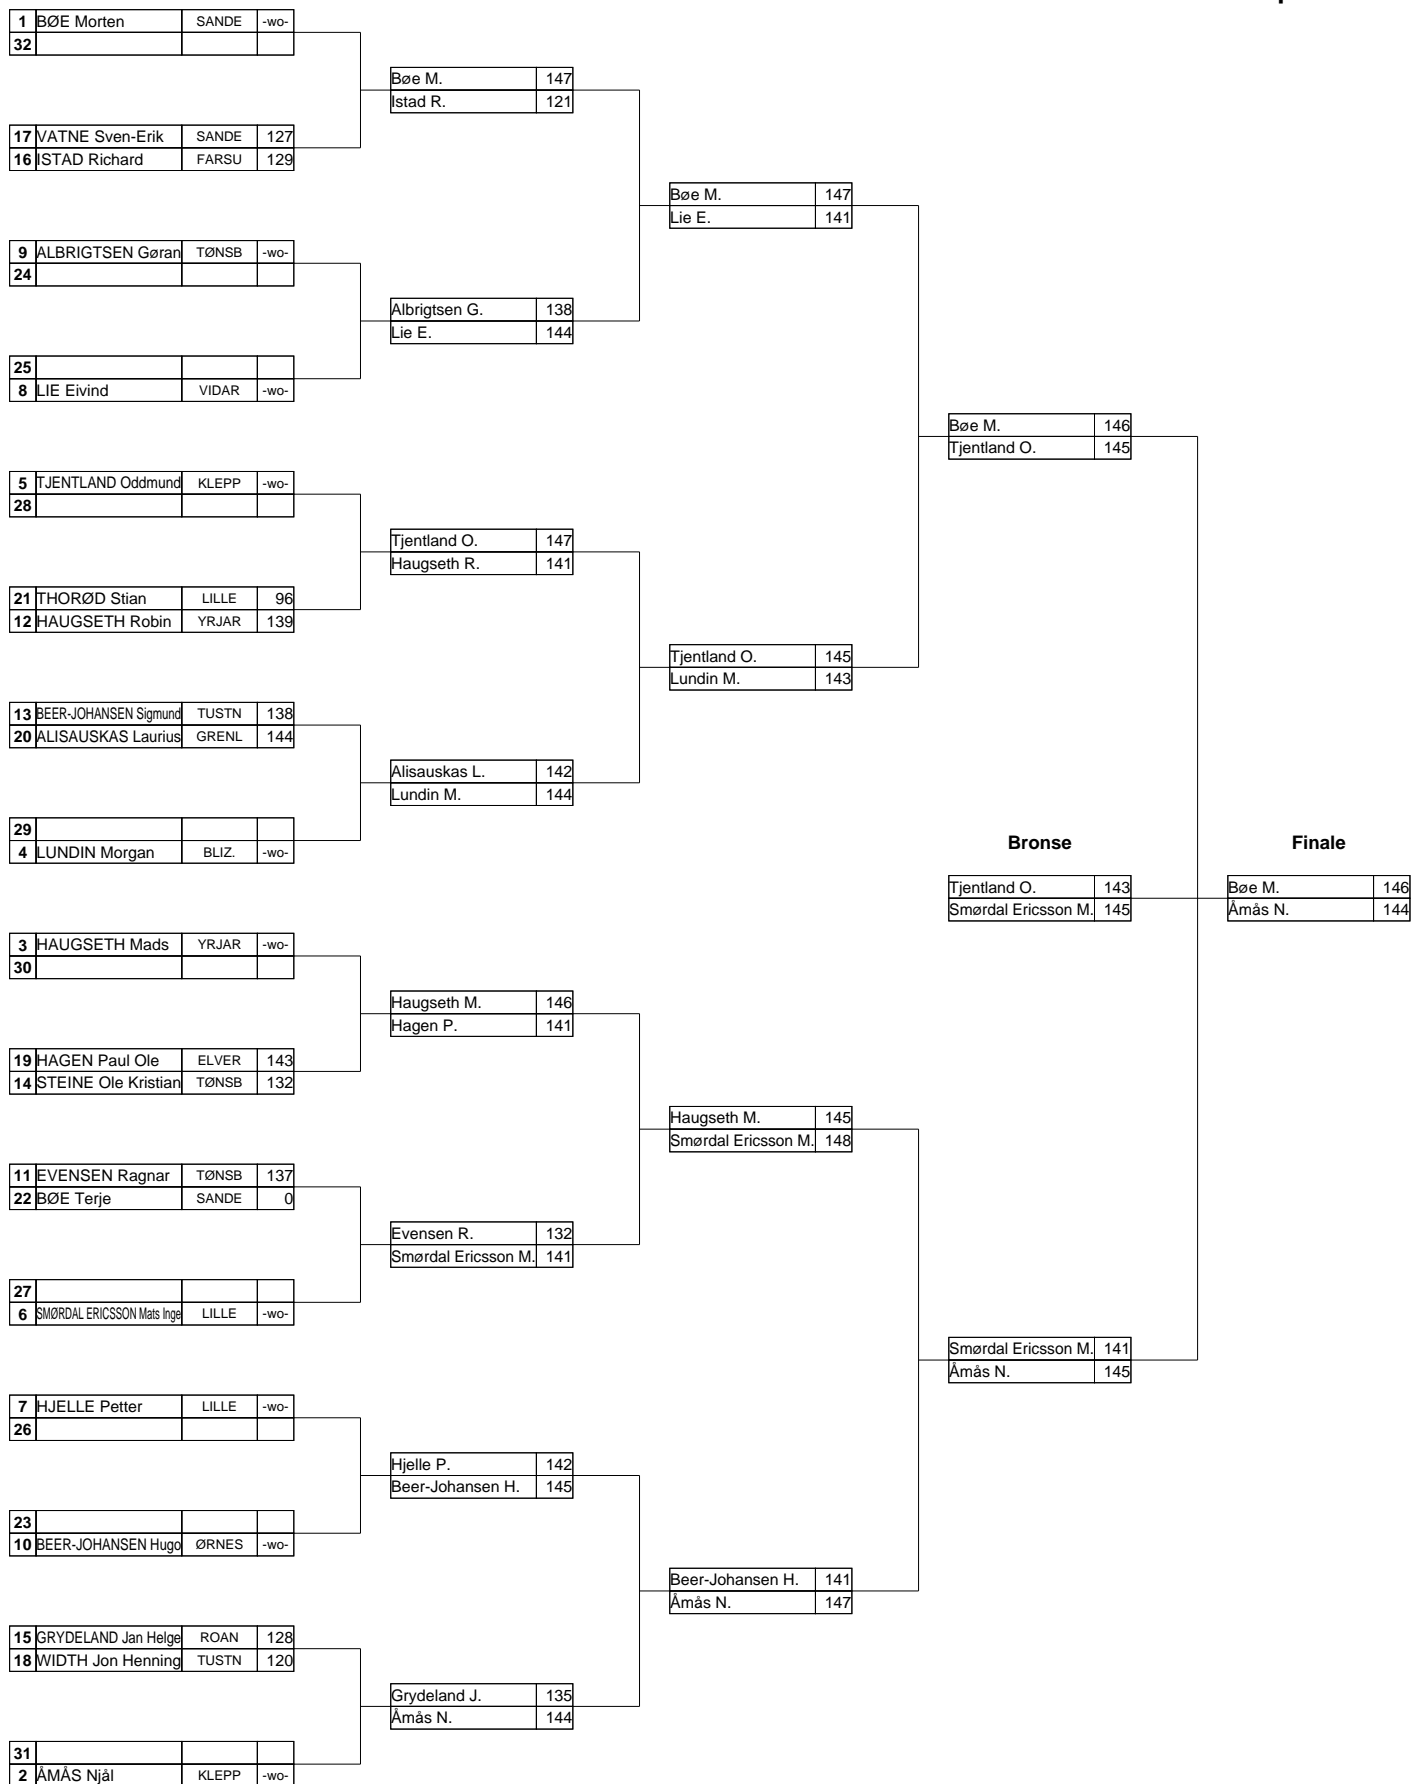 1 BØE Morten SANDE -wo-
32
Bøe M. 147
Istad R. 121
17 VATNE Sven-Erik SANDE 127
16 ISTAD Richard FARSU 129
Bøe M. 147
Lie E. 141
9 ALBRIGTSEN Gøran TØNSB -wo-
24
Albrigtsen G. 138
Lie E. 144
25
8 LIE Eivind VIDAR -wo-
Bøe M. 146
Tjentland O. 145
5 TJENTLAND Oddmund KLEPP -wo-
28
Tjentland O. 147
Haugseth R. 141
21 THORØD Stian LILLE 96
12 HAUGSETH Robin YRJAR 139
Tjentland O. 145
Lundin M. 143
13 BEER-JOHANSEN Sigmund TUSTN 138
20 ALISAUSKAS Laurius GRENL 144
Alisauskas L. 142
Lundin M. 144
29
4 LUNDIN Morgan BLIZ. -wo-
Bronse Finale
Tjentland O. 143 Bøe M. 146
Smørdal Ericsson M. 145 Åmås N. 144
3 HAUGSETH Mads YRJAR -wo-
30
Haugseth M. 146
Hagen P. 141
19 HAGEN Paul Ole ELVER 143
14 STEINE Ole Kristian TØNSB 132
Haugseth M. 145
Smørdal Ericsson M. 148
11 EVENSEN Ragnar TØNSB 137
22 BØE Terje SANDE 0
Evensen R. 132
Smørdal Ericsson M. 141
27
6 SMØRDAL ERICSSON Mats Inge LILLE -wo-
Smørdal Ericsson M. 141
Åmås N. 145
7 HJELLE Petter LILLE -wo-
26
Hjelle P. 142
Beer-Johansen H. 145
23
10 BEER-JOHANSEN Hugo ØRNES -wo-
Beer-Johansen H. 141
Åmås N. 147
15 GRYDELAND Jan Helge ROAN 128
18 WIDTH Jon Henning TUSTN 120
Grydeland J. 135
Åmås N. 144
31
2 ÅMÅS Njål KLEPP -wo-